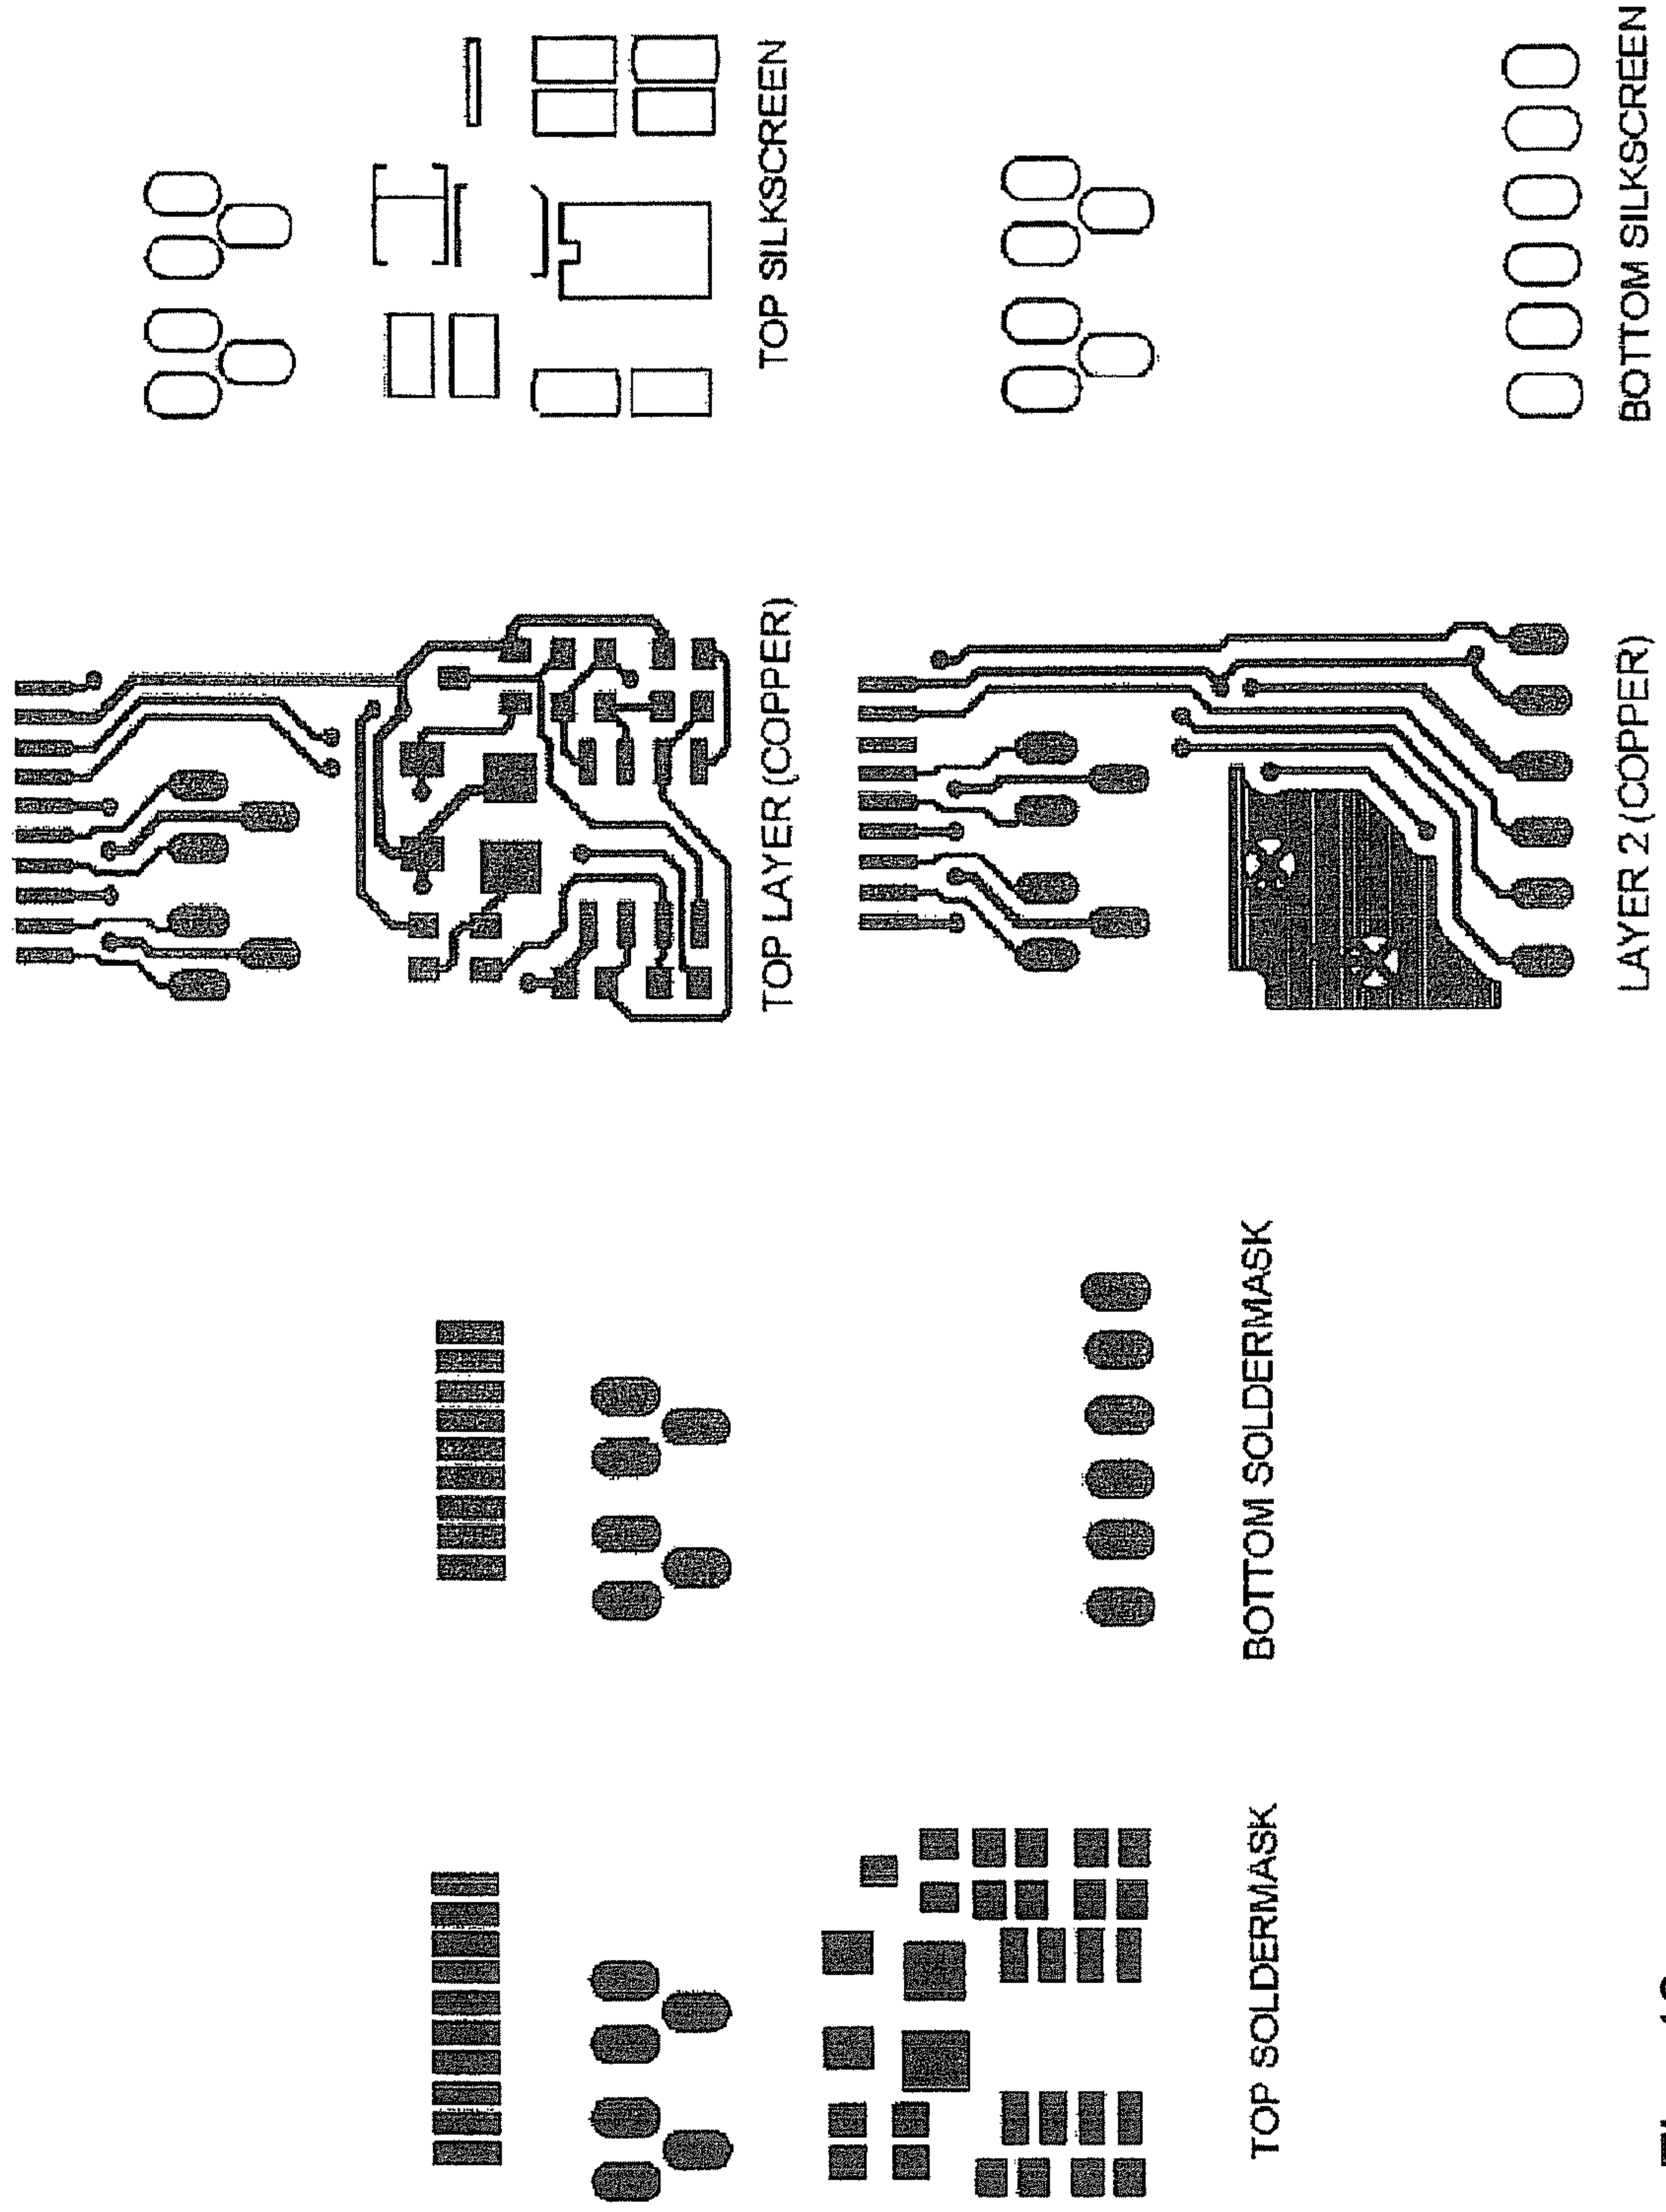 TOP SILKSCREEN
BOTTOM SILKSCREEN
TOP LAYER (COPPER)
LAYER 2 (COPPER)
BOTTOM SOLDERMASK
TOP SOLDERMASK